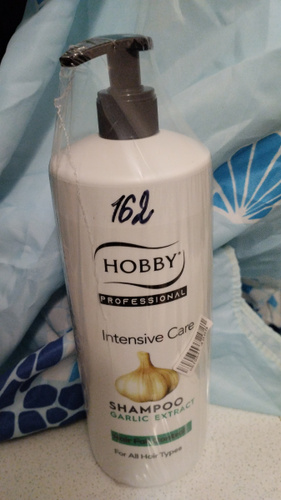 162
HOBBY
PROFESSIONAL
Intensive Care
SHAMPOO
GARLIC EXTRACT
For All Hair Types